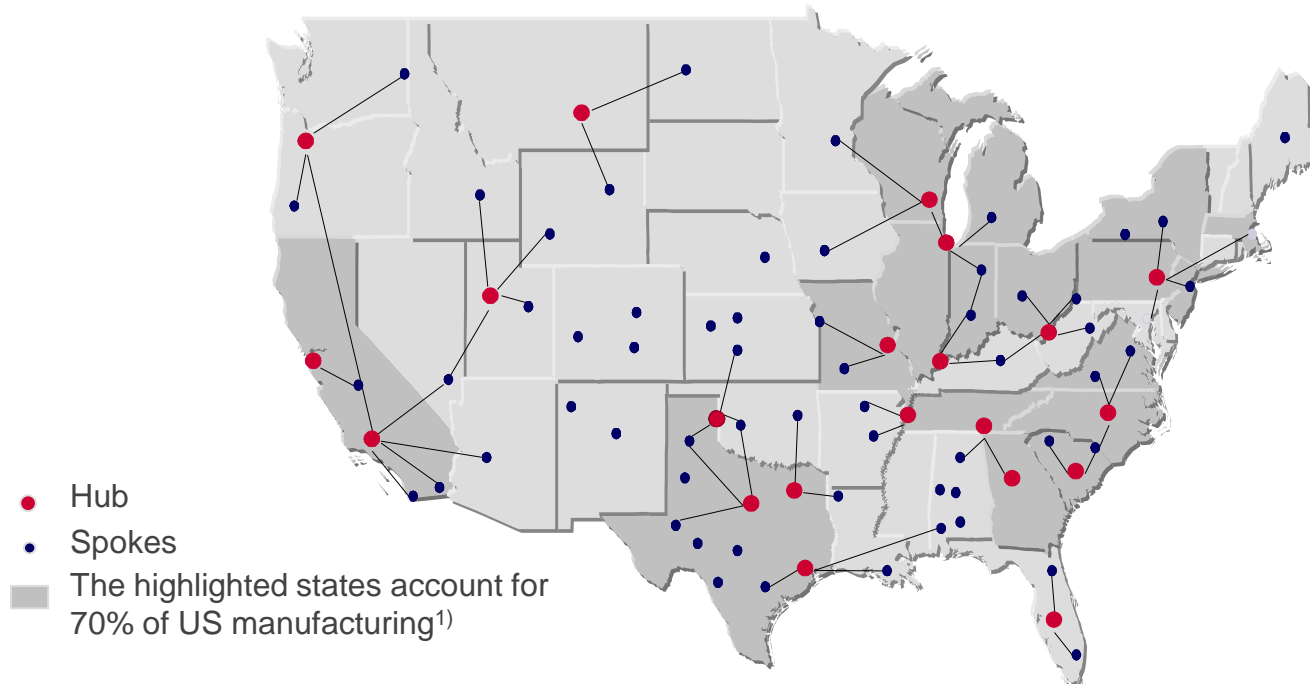 Hub
Spokes
The highlighted states account for
70% of US manufacturing1)